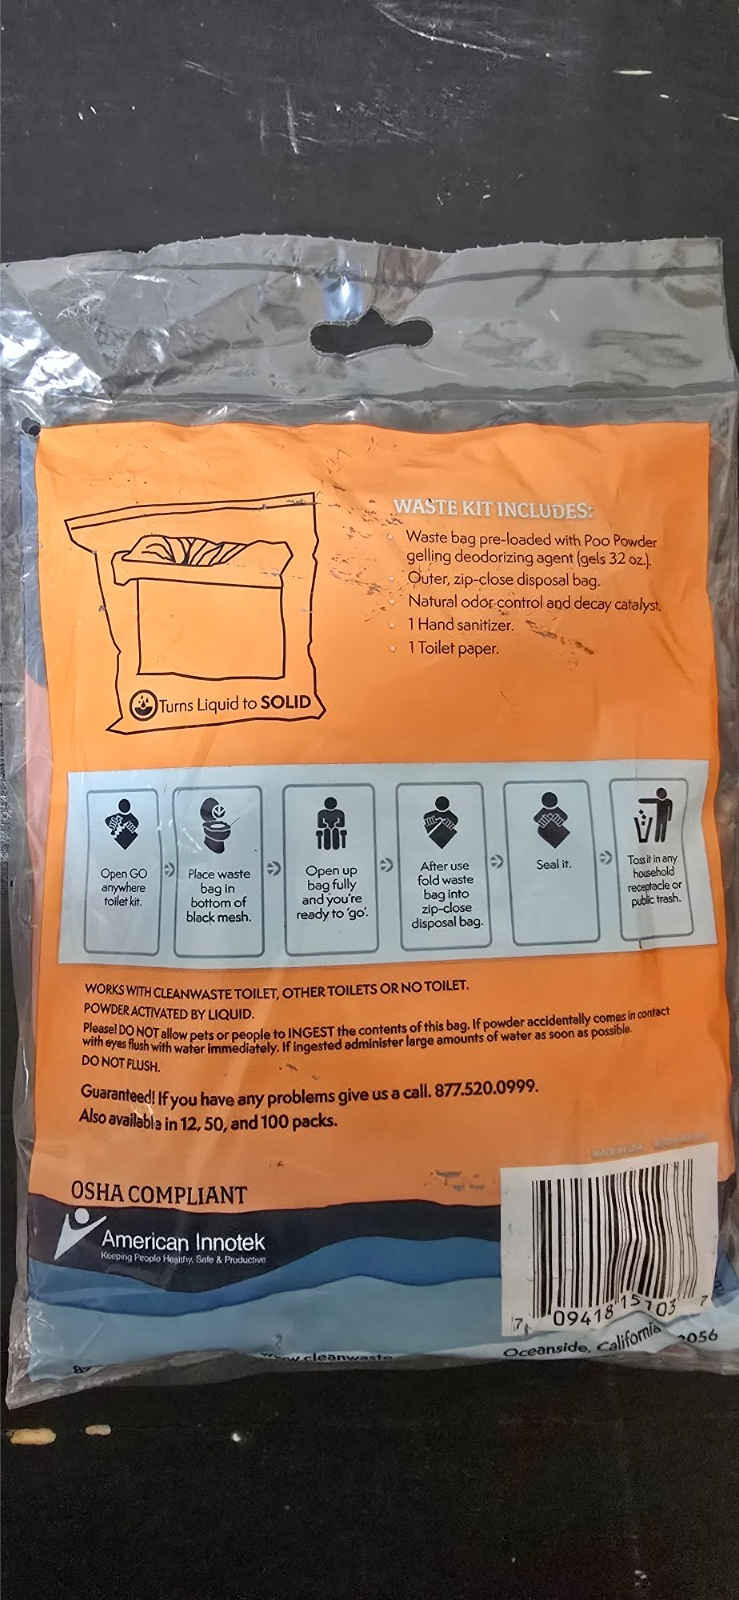 WASTE KIT INCLUDES:
Waste bag pre-loaded with Poo Powder
gelling deodorizing agent (gels 32 oz.).
Outer, zip-close disposal bag.
Natural odor control and decay catalyst.
1 Hand sanitizer.
1 Toilet paper.
Turns Liquid to SOLID
Open GO
anywhere
toilet kit.
Place waste
bag in
bottom of
black mesh.
Open up
bag fully
and you're
ready to 'go'.
After use
fold waste
bag into
zip-close
disposal bag.
Seal it.
Toss it in any
household
receptacle or
public trash.
WORKS WITH CLEANWASTE TOILET, OTHER TOILETS OR NO TOILET.
POWDER ACTIVATED BY LIQUID.
Please! DO NOT allow pets or people to INGEST the contents of this bag. If powder accidentally comes in contact
with eyes flush with water immediately. If ingested administer large amounts of water as soon as possible.
DO NOT FLUSH.
Guaranteed! If you have any problems give us a call. 877.520.0999.
Also available in 12, 50, and 100 packs.
MADE IN USA
OSHA COMPLIANT
American Innotek
Keeping People Healthy, Safe & Productive
7 09418 15103 7
www.cleanwaste
Oceanside, California 2056